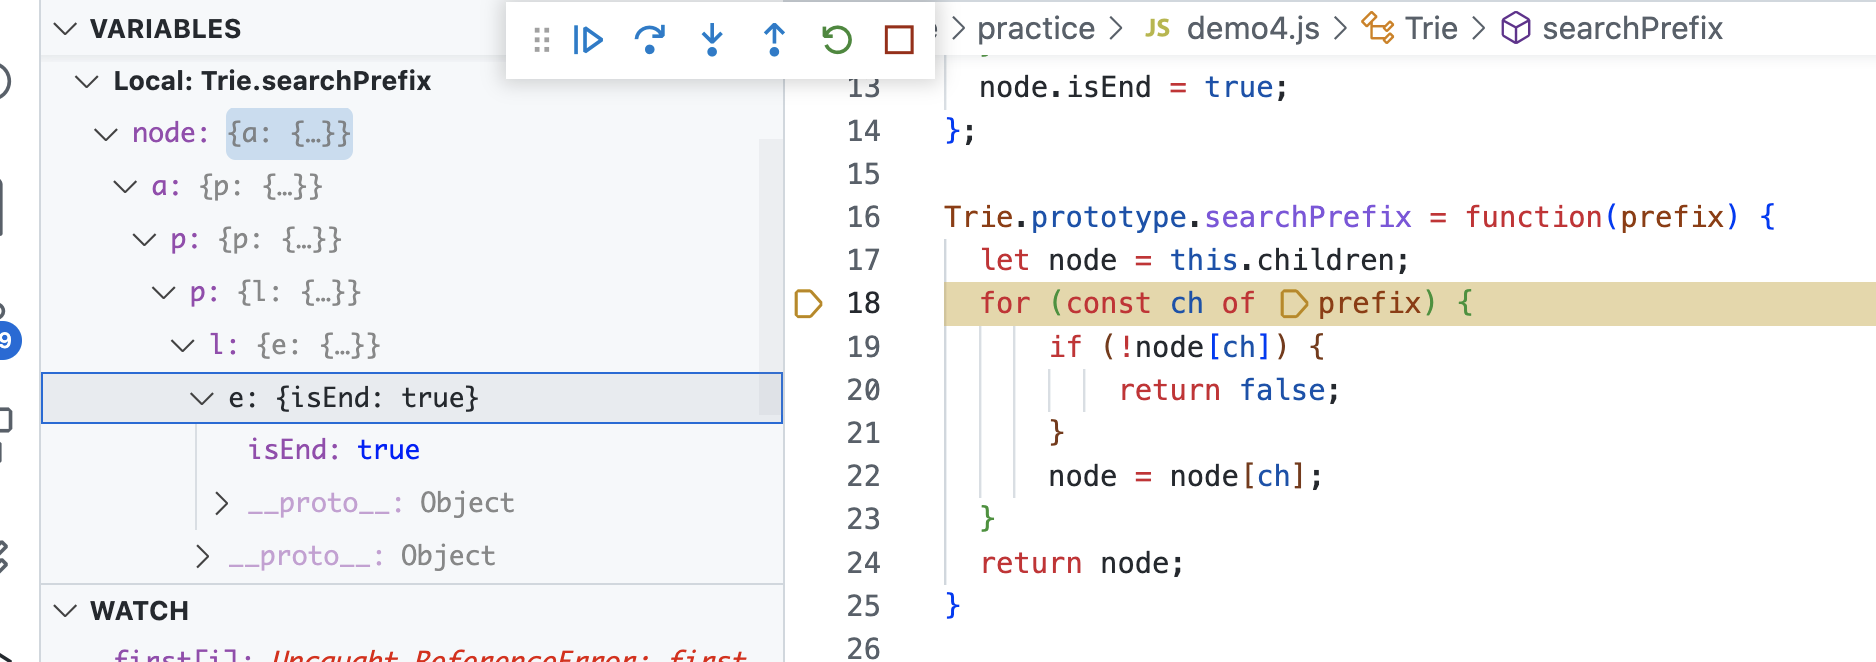 VARIABLES
Local: Trie.searchPrefix
node: {a: {…}}
a: {p: {…}}
p: {p: {…}}
p: {l: {…}}
l: {e: {…}}
e: {isEnd: true}
isEnd: true
__proto__: Object
__proto__: Object
WATCH
first[i]: Uncaught ReferenceError: first
9
practice > JS demo4.js > Trie > searchPrefix
13 node.isEnd = true;
14 };
15
16 Trie.prototype.searchPrefix = function(prefix) {
17 let node = this.children;
18 for (const ch of prefix) {
19 if (!node[ch]) {
20 return false;
21 }
22 node = node[ch];
23 }
24 return node;
25 }
26